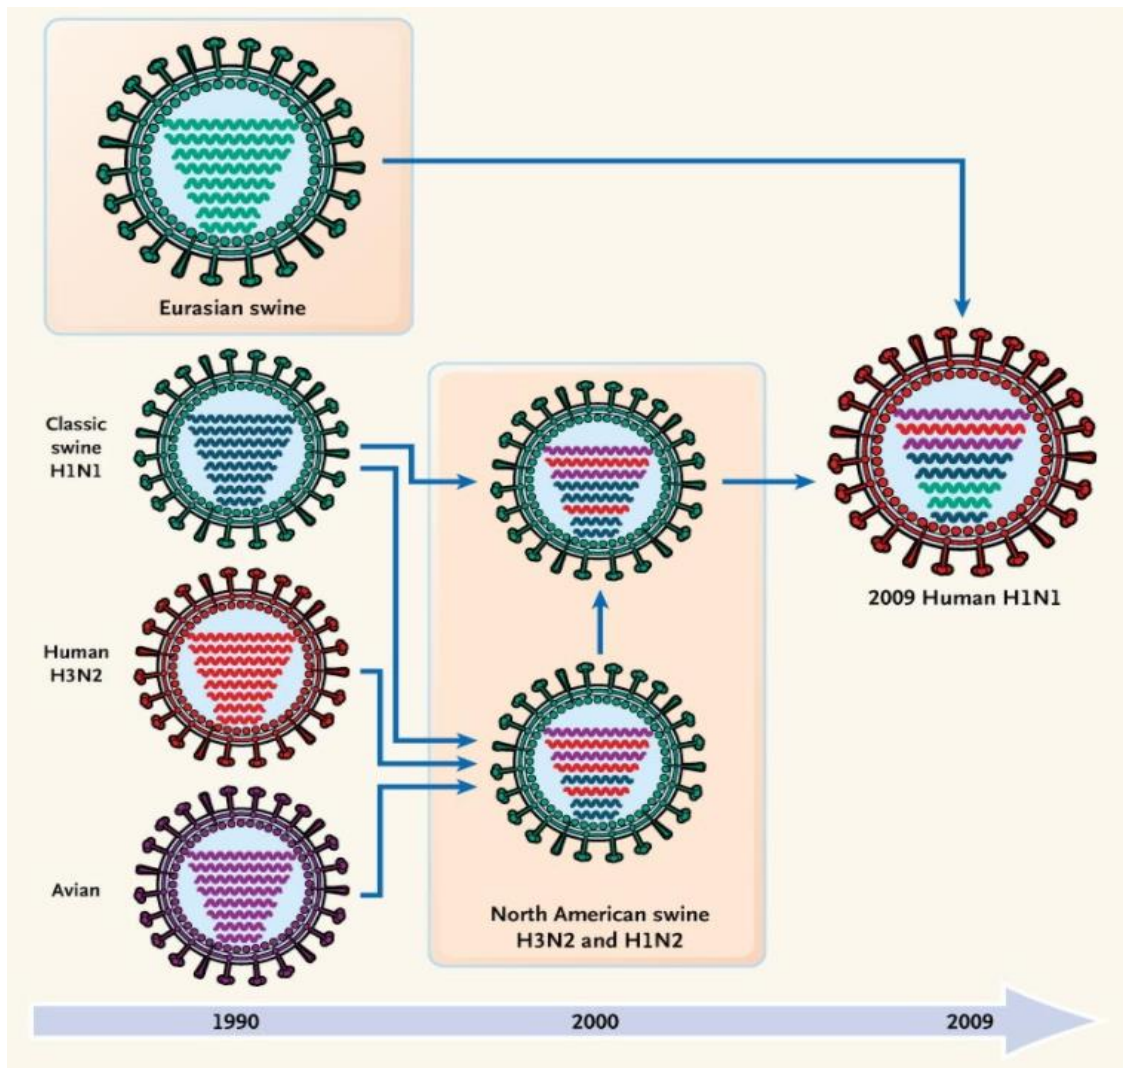 Eurasian swine
Classic
swine
H1N1
Human
H3N2
Avian
North American swine
H3N2 and H1N2
2009 Human H1N1
1990
2000
2009